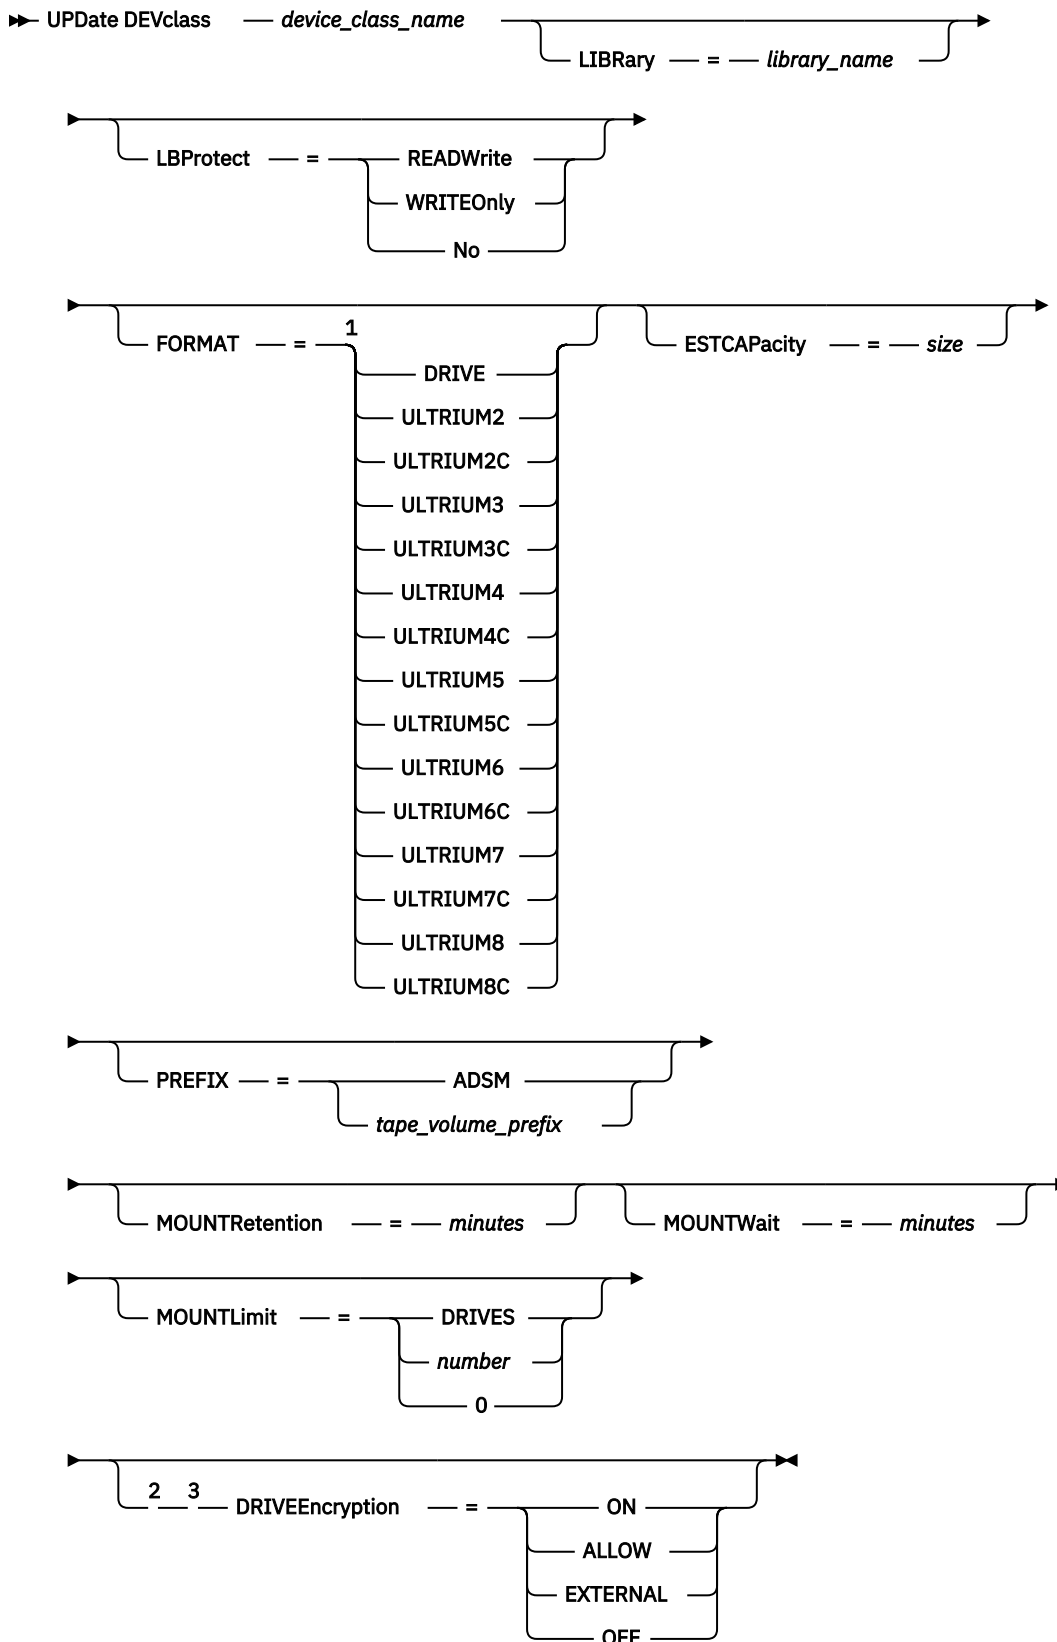 UPDate DEVclass device_class_name
LIBRary = library_name
LBProtect = READWrite
WRITEOnly
No
1
FORMAT =
DRIVE
ULTRIUM2
ULTRIUM2C
ULTRIUM3
ULTRIUM3C
ULTRIUM4
ULTRIUM4C
ULTRIUM5
ULTRIUM5C
ULTRIUM6
ULTRIUM6C
ULTRIUM7
ULTRIUM7C
ULTRIUM8
ULTRIUM8C
ESTCAPacity = size
PREFIX = ADSM
tape_volume_prefix
MOUNTRetention = minutes
MOUNTWait = minutes
MOUNTLimit = DRIVES
number
0
2 3
DRIVEEncryption = ON
ALLOW
EXTERNAL
OFF